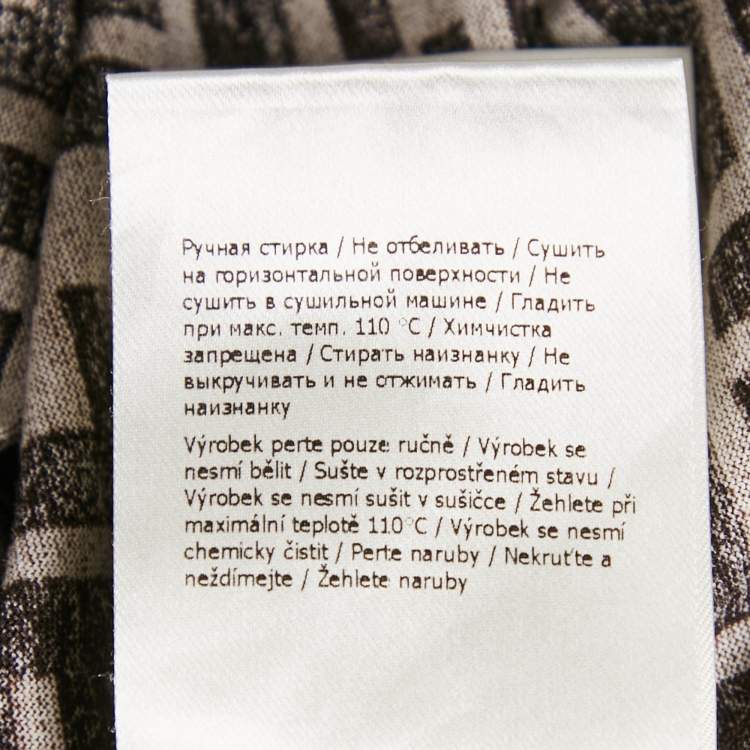 Ручная стирка / Не отбеливать / Сушить
на горизонтальной поверхности / Не
сушить в сушильной машине / Гладить
при макс. темп. 110 °C / Химчистка
запрещена / Стирать наизнанку / Не
выкручивать и не отжимать / Гладить
наизнанку
Výrobek perte pouze ručně / Výrobek se
nesmí bělit / Sušte v rozprostřeném stavu /
Výrobek se nesmí sušit v sušičce / Žehlete při
maximální teplotě 110°C / Výrobek se nesmí
chemicky čistit / Perte naruby / Nekruťte a
neždímejte / Žehlete naruby